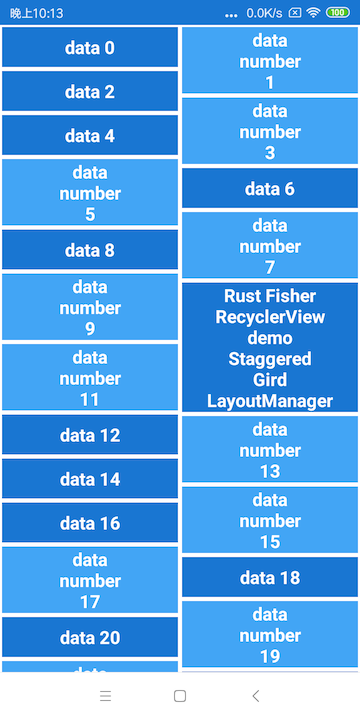 晚上10:13
... 0.0K/s 100
data 0
data
number
1
data 2
data
number
3
data 4
data
number
5
data 6
data
number
7
data 8
data
number
9
Rust Fisher
RecyclerView
demo
Staggered
Gird
LayoutManager
data
number
11
data 12
data
number
13
data 14
data
number
15
data 16
data
number
17
data 18
data
number
19
data 20
data